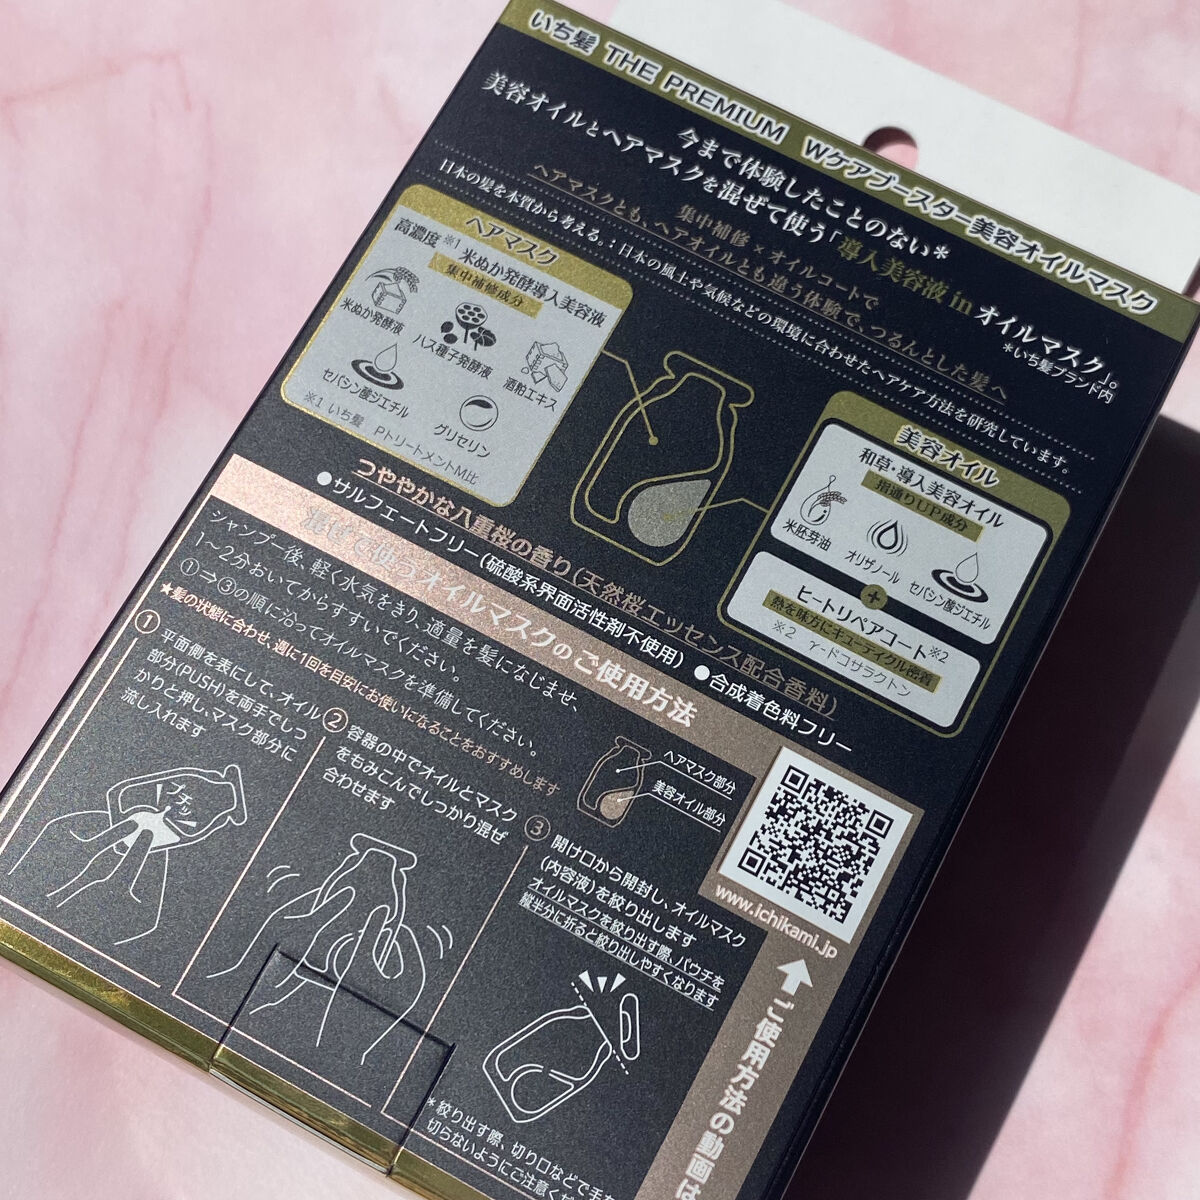 いち髪 THE PREMIUM Wケアブースター美容オイルマスク
今まで体験したことのない＊
美容オイルとヘアマスクを混ぜて使う「導入美容液 in オイルマスク」。
＊いち髪ブランド内
集中補修×オイルコートで
ヘアマスクとも、ヘアオイルとも違う体験で、つるんとした髪へ
日本の髪を本質から考える。:日本の風土や気候などの環境に合わせたヘアケア方法を研究しています。
ヘアマスク
高濃度※1米ぬか発酵導入美容液
集中補修成分
米ぬか発酵液
ハス種子発酵液
酒粕エキス
セバシン酸ジエチル
グリセリン
※1 いち髪 PトリートメントM比
美容オイル
和草・導入美容オイル
指通りUP成分
米胚芽油
オリザノール
セバシン酸ジエチル
+
ヒートリペアコート※2
熱を味方にキューティクル密着
※2 γ-ドコサラクトン
つややかな八重桜の香り(天然桜エッセンス配合香料)
●サルフェートフリー(硫酸系界面活性剤不使用) ●合成着色料フリー
混ぜて使うオイルマスクのご使用方法
シャンプー後、軽く水気をきり、適量を髪になじませ、
1～2分おいてからすすいでください。
①⇒③の順に沿ってオイルマスクを準備してください。
★髪の状態に合わせ、週に1回を目安にお使いになることをおすすめします
ヘアマスク部分
美容オイル部分
① 平面側を表にして、オイル
部分(PUSH)を両手でしっ
かりと押し、マスク部分に
流し入れます
プチッ
② 容器の中でオイルとマスク
をもみこんでしっかり混ぜ
合わせます
③ 開け口から開封し、オイルマスク
(内容液)を絞り出します
オイルマスクを絞り出す際、パウチを
縦半分に折ると絞り出しやすくなります
＊絞り出す際、切り口などで手を
切らないようにご注意くだ
www.ichikami.jp
ご使用方法の動画は